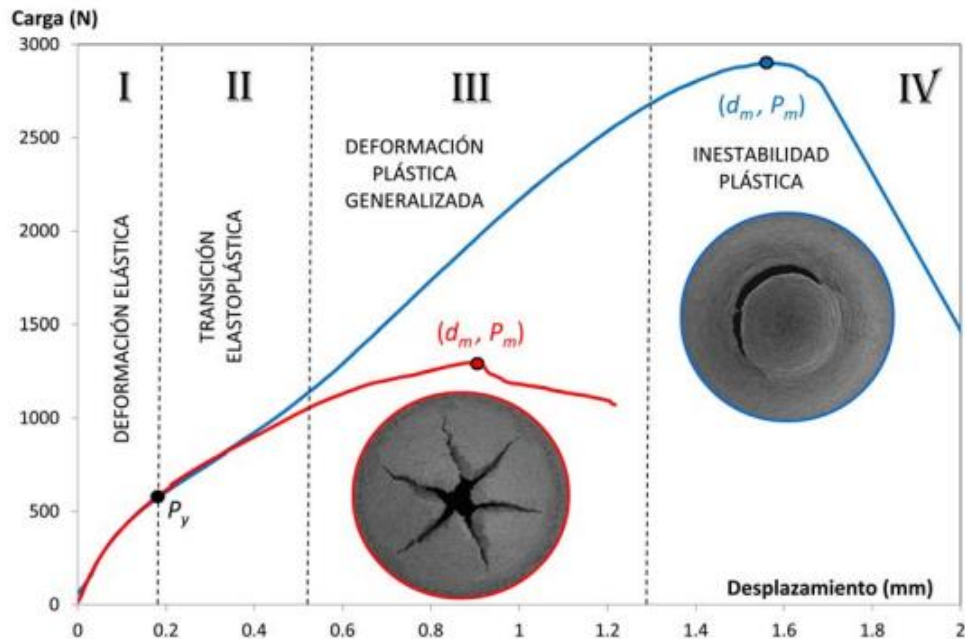 Carga (N)
3000
2500
2000
1500
1000
500
0
I
II
III
IV
DEFORMACIÓN ELÁSTICA
TRANSICIÓN
ELASTOPLÁSTICA
DEFORMACIÓN
PLÁSTICA
GENERALIZADA
INESTABILIDAD
PLÁSTICA
(dm, Pm)
(dm, Pm)
Py
Desplazamiento (mm)
0 0.2 0.4 0.6 0.8 1 1.2 1.4 1.6 1.8 2